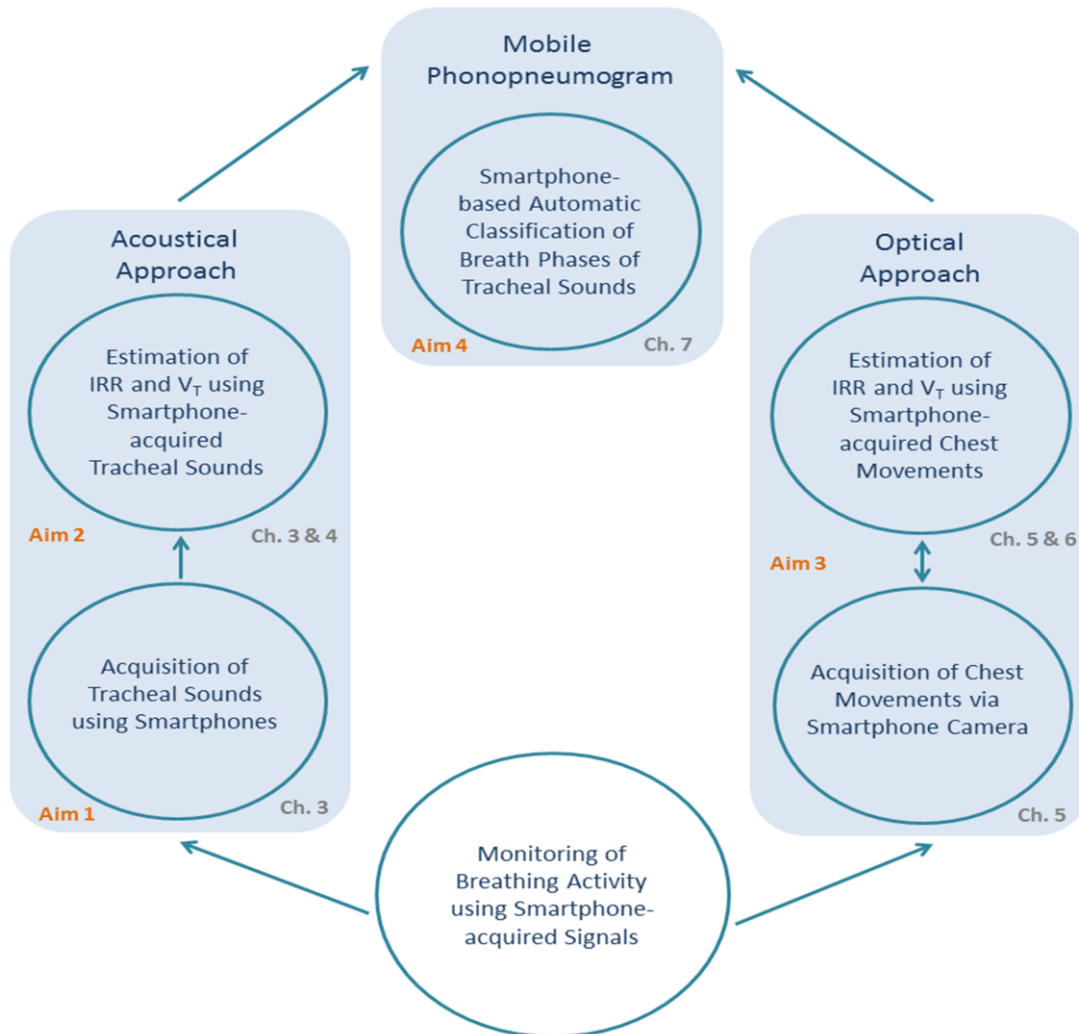 Mobile
Phonopneumogram
Smartphone-
based Automatic
Classification of
Breath Phases of
Tracheal Sounds
Aim 4
Ch. 7
Acoustical
Approach
Estimation of
IRR and V_T using
Smartphone-
acquired
Tracheal Sounds
Aim 2
Ch. 3 & 4
Acquisition of
Tracheal Sounds
using Smartphones
Aim 1
Ch. 3
Optical
Approach
Estimation of
IRR and V_T using
Smartphone-
acquired Chest
Movements
Ch. 5 & 6
Aim 3
Acquisition of Chest
Movements via
Smartphone Camera
Ch. 5
Monitoring of
Breathing Activity
using Smartphone-
acquired Signals